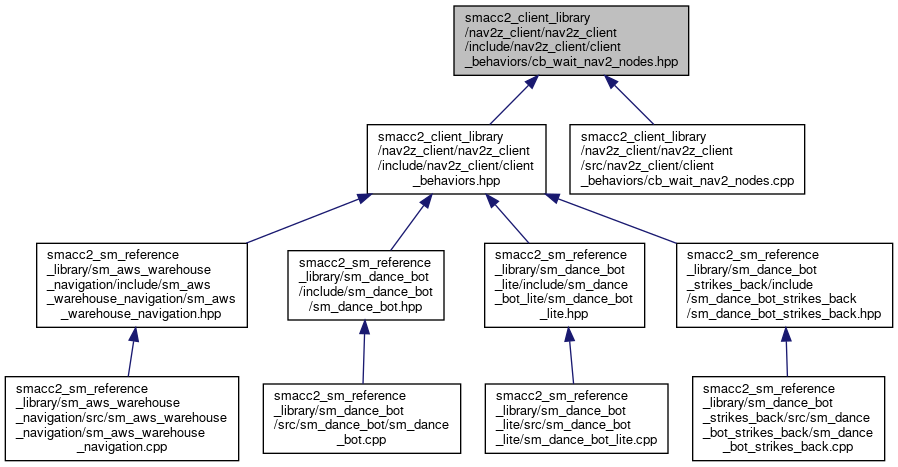 smacc2_client_library
/nav2z_client/nav2z_client
/include/nav2z_client/client
_behaviors/cb_wait_nav2_nodes.hpp
smacc2_client_library
/nav2z_client/nav2z_client
/include/nav2z_client/client
_behaviors.hpp
smacc2_client_library
/nav2z_client/nav2z_client
/src/nav2z_client/client
_behaviors/cb_wait_nav2_nodes.cpp
smacc2_sm_reference
_library/sm_aws_warehouse
_navigation/include/sm_aws
_warehouse_navigation/sm_aws
_warehouse_navigation.hpp
smacc2_sm_reference
_library/sm_dance_bot
/include/sm_dance_bot
/sm_dance_bot.hpp
smacc2_sm_reference
_library/sm_dance_bot
_lite/include/sm_dance
_bot_lite/sm_dance_bot
_lite.hpp
smacc2_sm_reference
_library/sm_dance_bot
_strikes_back/include
/sm_dance_bot_strikes_back
/sm_dance_bot_strikes_back.hpp
smacc2_sm_reference
_library/sm_aws_warehouse
_navigation/src/sm_aws_warehouse
_navigation/sm_aws_warehouse
_navigation.cpp
smacc2_sm_reference
_library/sm_dance_bot
/src/sm_dance_bot/sm_dance
_bot.cpp
smacc2_sm_reference
_library/sm_dance_bot
_lite/src/sm_dance_bot
_lite/sm_dance_bot_lite.cpp
smacc2_sm_reference
_library/sm_dance_bot
_strikes_back/src/sm_dance
_bot_strikes_back/sm_dance
_bot_strikes_back.cpp